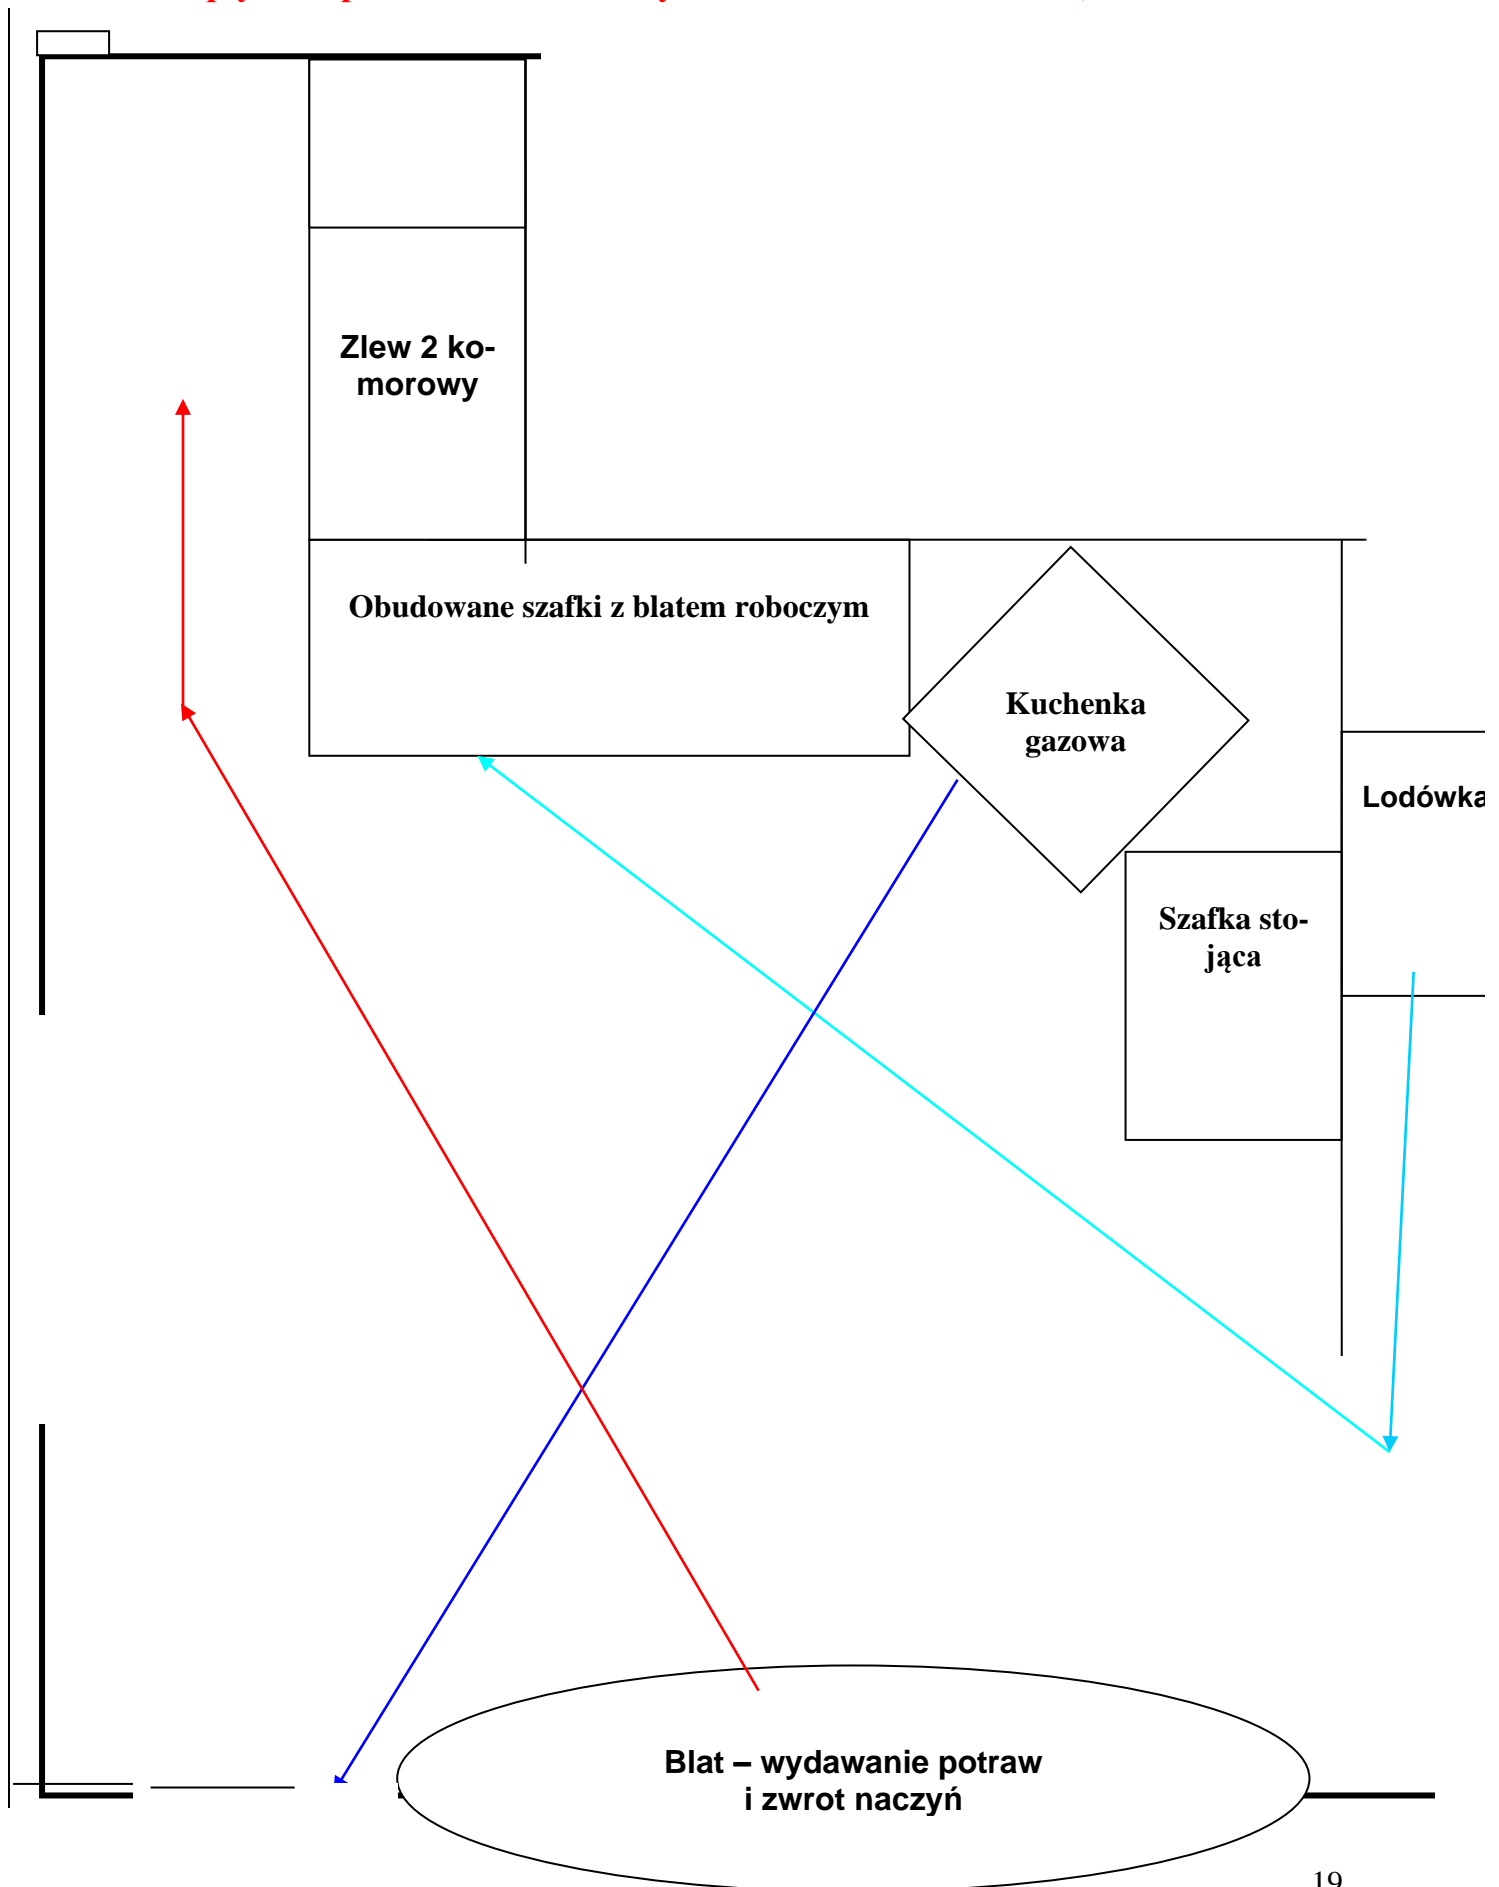 Zlew 2 ko-
morowy
Obudowane szafki z blatem roboczym
Kuchenka
gazowa
Lodówka
Szafka sto-
jąca
Blat – wydawanie potraw
i zwrot naczyń
19